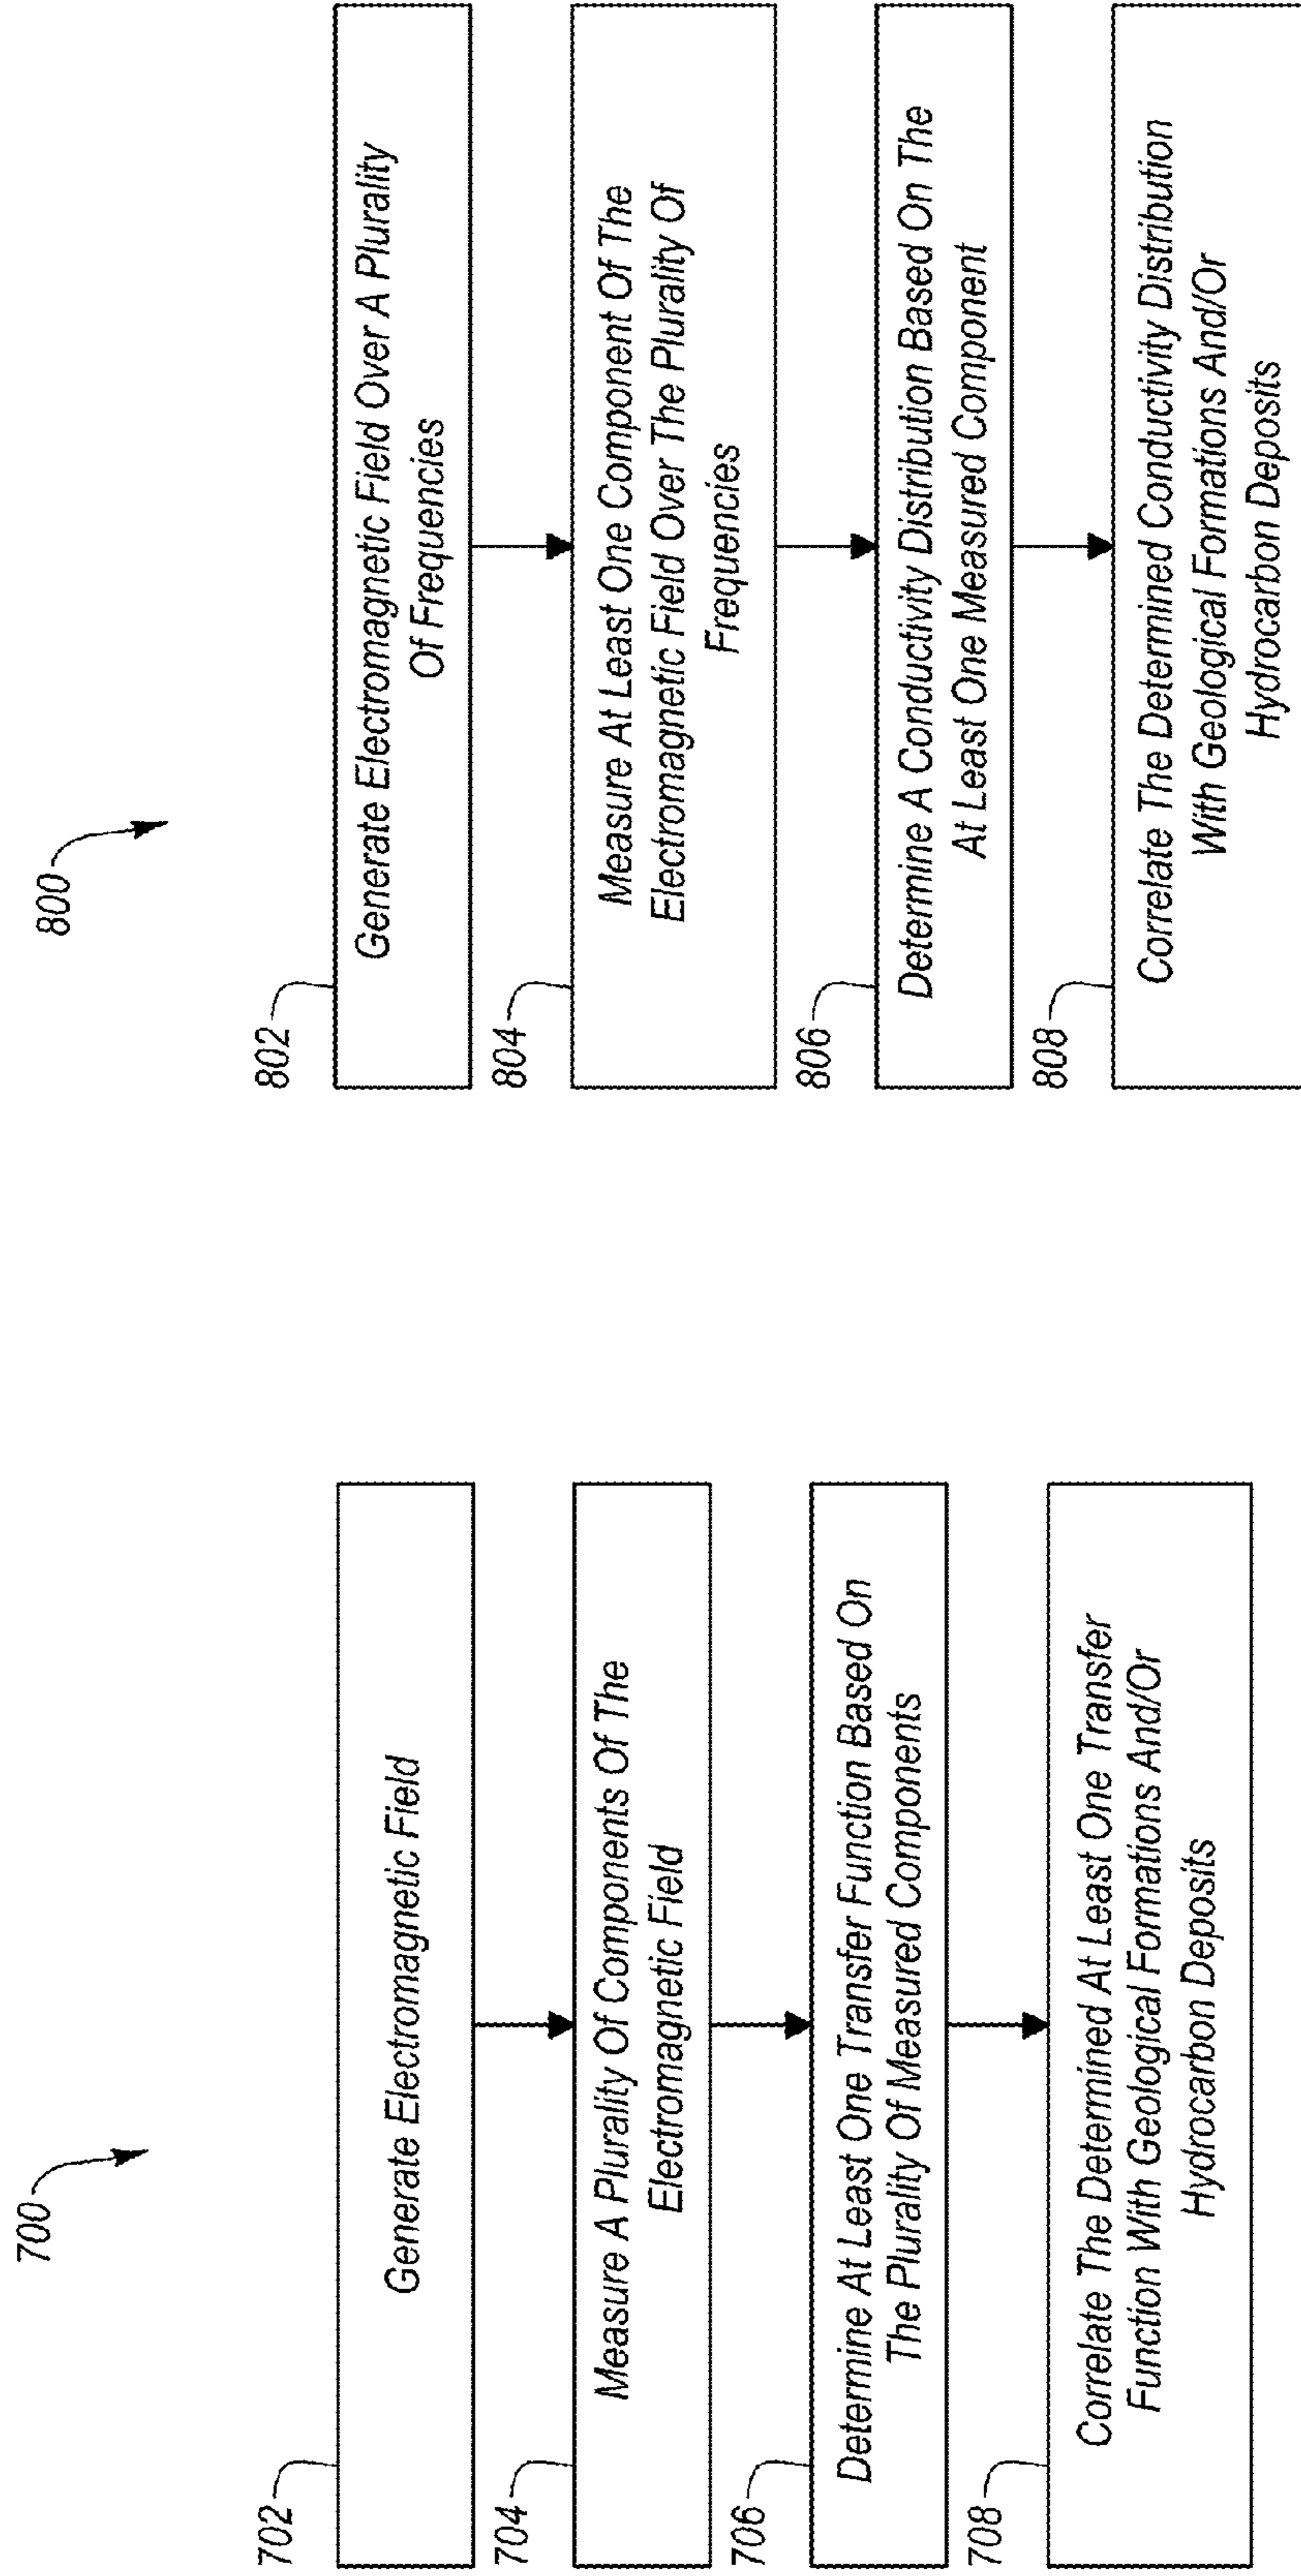 700
702
Generate Electromagnetic Field
704
Measure A Plurality Of Components Of The
Electromagnetic Field
706
Determine At Least One Transfer Function Based On
The Plurality Of Measured Components
708
Correlate The Determined At Least One Transfer
Function With Geological Formations And/Or
Hydrocarbon Deposits
800
802
Generate Electromagnetic Field Over A Plurality
Of Frequencies
804
Measure At Least One Component Of The
Electromagnetic Field Over The Plurality Of
Frequencies
806
Determine A Conductivity Distribution Based On The
At Least One Measured Component
808
Correlate The Determined Conductivity Distribution
With Geological Formations And/Or
Hydrocarbon Deposits